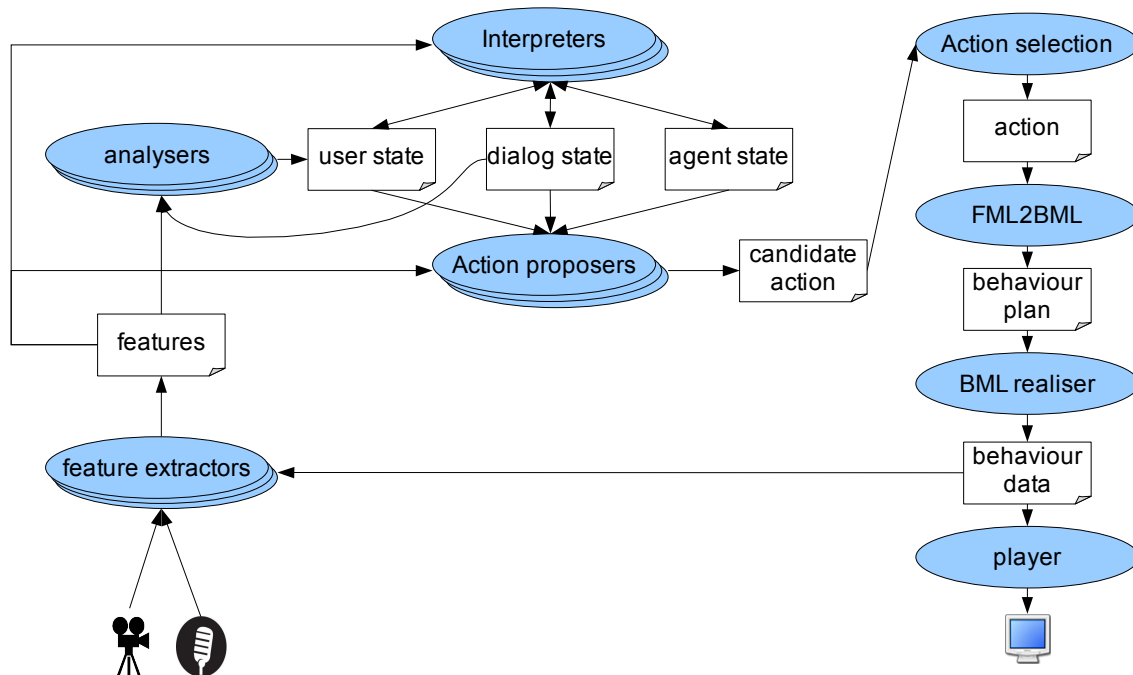 Interpreters
Action selection
action
analysers
user state
dialog state
agent state
FML2BML
Action proposers
candidate
action
behaviour
plan
features
BML realiser
feature extractors
behaviour
data
player